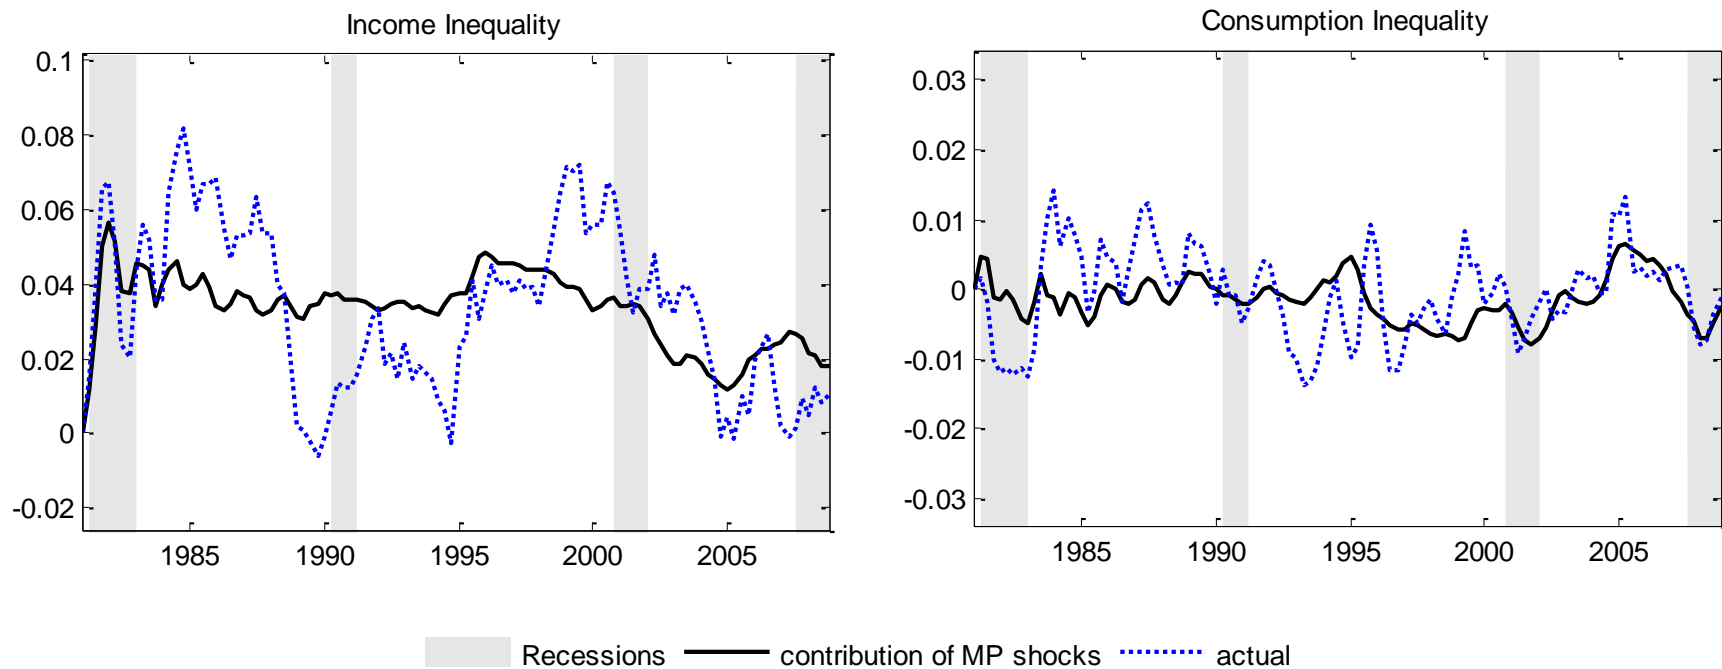 Income Inequality
0.1
0.08
0.06
0.04
0.02
0
-0.02
1985 1990 1995 2000 2005
Consumption Inequality
0.03
0.02
0.01
0
-0.01
-0.02
-0.03
1985 1990 1995 2000 2005
Recessions contribution of MP shocks actual